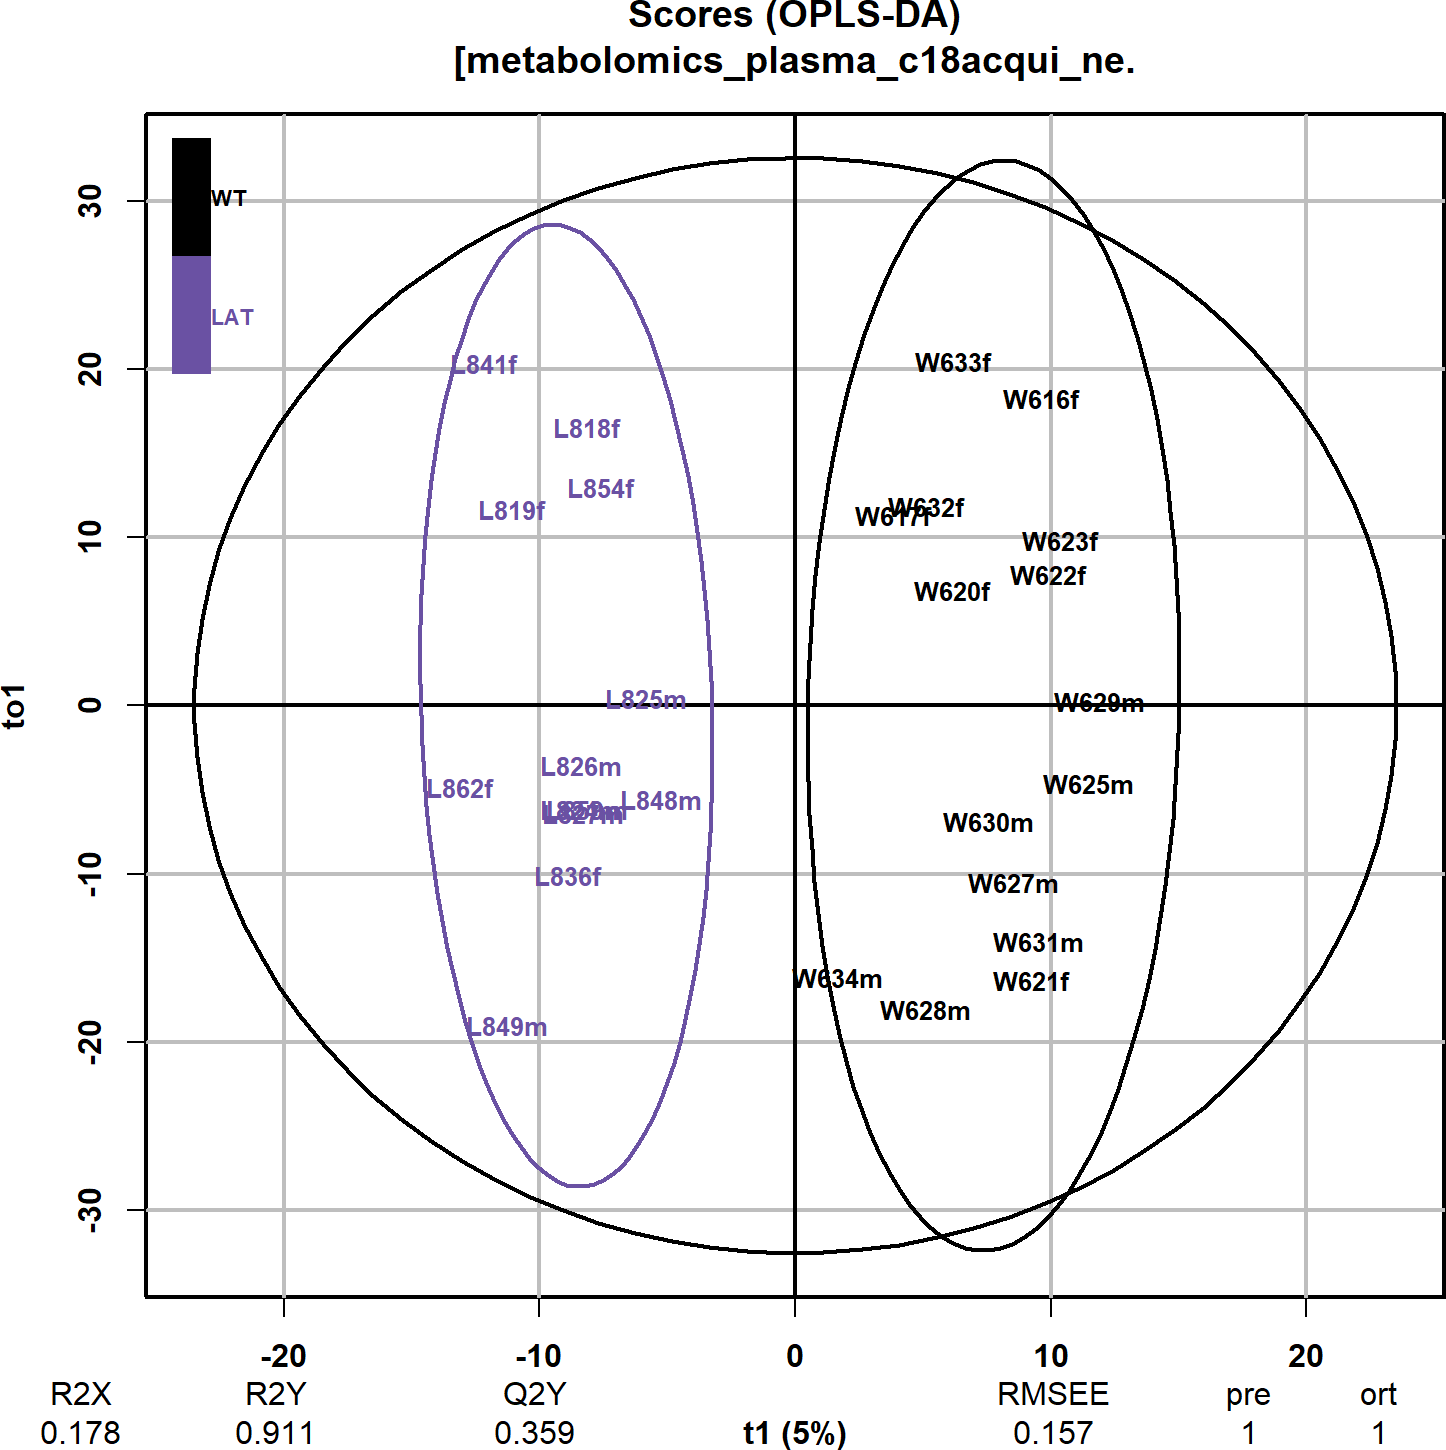 Scores (OPLS-DA)
[metabolomics_plasma_c18acqui_ne.
WT
LAT
30
20
10
0
-10
-20
-30
to1
L841f
W633f
W616f
L818f
L854f
L819f
W632f
W617f
W623f
W622f
W620f
L825m
W629m
L826m
W625m
L862f
L848m
L827m
W630m
L836f
W627m
W631m
W634m
W621f
W628m
L849m
-20
-10
0
10
20
R2X R2Y Q2Y RMSEE pre ort
0.178 0.911 0.359 t1 (5%) 0.157 1 1